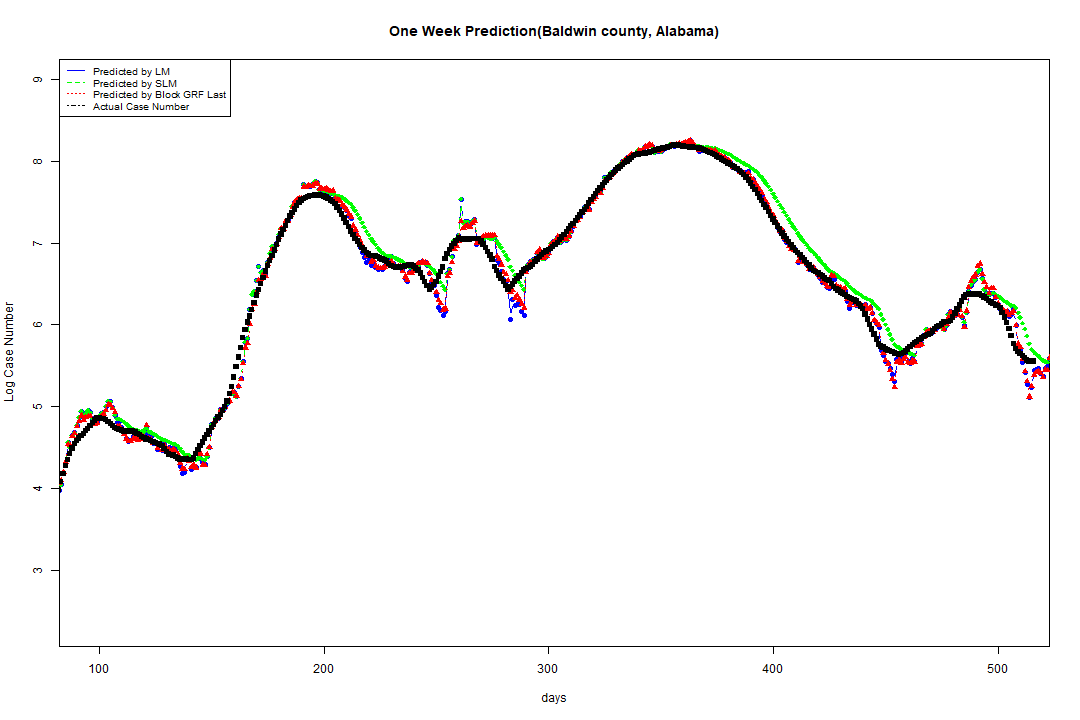 One Week Prediction(Baldwin county, Alabama)
Predicted by LM
Predicted by SLM
Predicted by Block GRF Last
Actual Case Number
9
8
7
6
5
4
3
Log Case Number
100 200 300 400 500
days